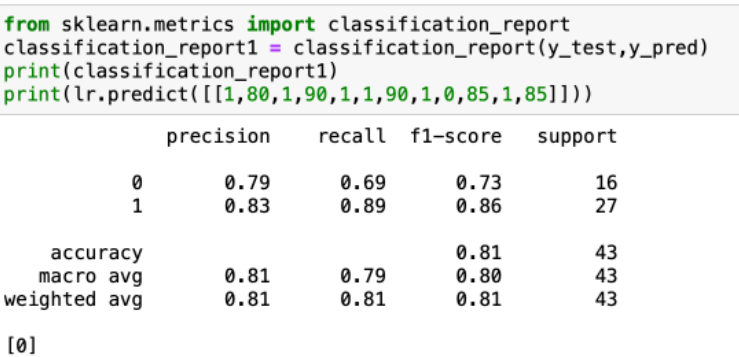 from sklearn.metrics import classification_report
classification_report1 = classification_report(y_test,y_pred)
print(classification_report1)
print(lr.predict([[1,80,1,90,1,1,90,1,0,85,1,85]]))
precision recall f1-score support
0 0.79 0.69 0.73 16
1 0.83 0.89 0.86 27
accuracy 0.81 43
macro avg 0.81 0.79 0.80 43
weighted avg 0.81 0.81 0.81 43
[0]